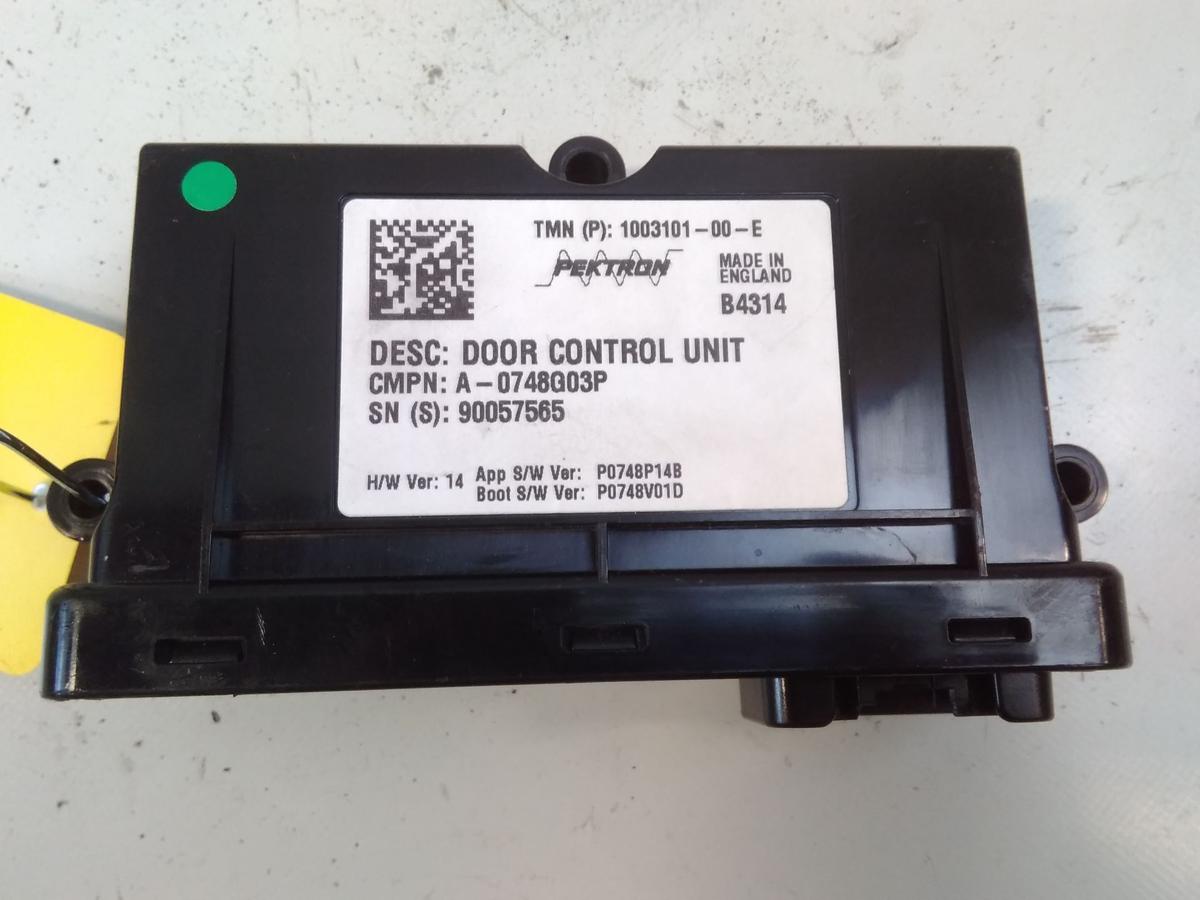 TMN (P): 1003101-00-E
PEKTRON
MADE IN
ENGLAND
B4314
DESC: DOOR CONTROL UNIT
CMPN: A-0748G03P
SN (S): 90057565
H/W Ver: 14
App S/W Ver: P0748P14B
Boot S/W Ver: P0748V01D